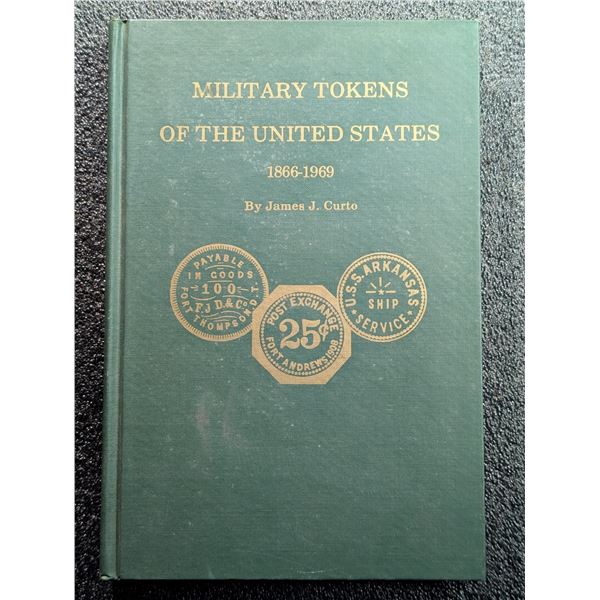 MILITARY TOKENS
OF THE UNITED STATES
1866-1969
By James J. Curto
PAYABLE
IN GOODS
100
F.J D.& Co
FORT THOMPSON D.T.
POST EXCHANGE
25¢
FORT ANDREWS 1909
U.S.S. ARKANSAS
SHIP
SERVICE